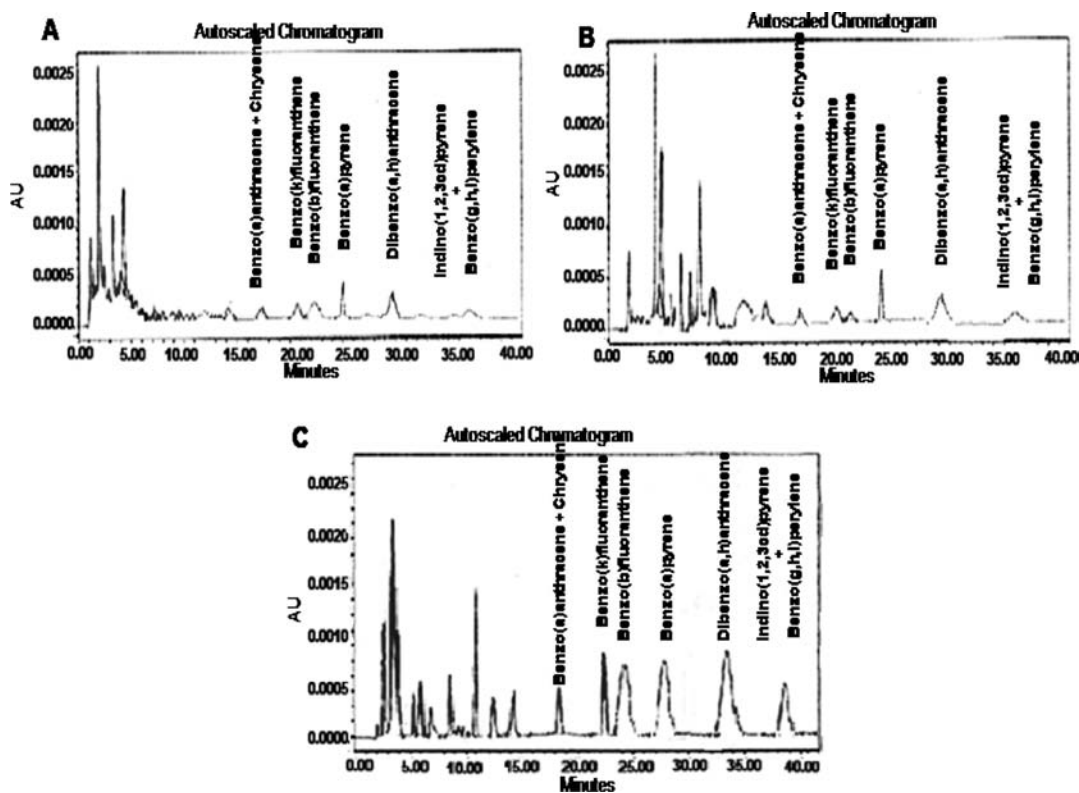 A
Autoscaled Chromatogram
AU
0.0025
0.0020
0.0015
0.0010
0.0005
0.0000
Benzo(a)anthracene + Chrysene
Benzo(k)fluoranthene
Benzo(b)fluoranthene
Benzo(a)pyrene
Dibenzo(a,h)anthracene
Indino(1,2,3cd)pyrene
+
Benzo(g,h,i)perylene
0.00 5.00 10.00 15.00 20.00 25.00 30.00 35.00 40.00
Minutes
B
Autoscaled Chromatogram
AU
0.0025
0.0020
0.0015
0.0010
0.0005
0.0000
Benzo(a)anthracene + Chrysene
Benzo(k)fluoranthene
Benzo(b)fluoranthene
Benzo(a)pyrene
Dibenzo(a,h)anthracene
Indino(1,2,3cd)pyrene
+
Benzo(g,h,i)perylene
0.00 5.00 10.00 15.00 20.00 25.00 30.00 35.00 40.00
Minutes
C
Autoscaled Chromatogram
AU
0.0025
0.0020
0.0015
0.0010
0.0005
0.0000
Benzo(a)anthracene + Chrysene
Benzo(k)fluoranthene
Benzo(b)fluoranthene
Benzo(a)pyrene
Dibenzo(a,h)anthracene
Indino(1,2,3cd)pyrene
+
Benzo(g,h,i)perylene
0.00 5.00 10.00 15.00 20.00 25.00 30.00 35.00 40.00
Minutes